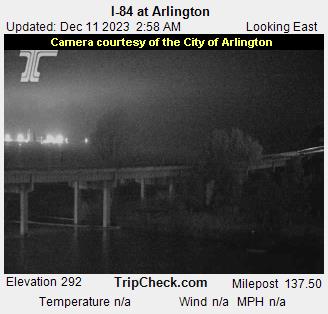 I-84 at Arlington
Updated: Dec 11 2023 2:58 AM Looking East
Camera courtesy of the City of Arlington
Elevation 292 TripCheck.com Milepost 137.50
Temperature n/a Wind n/a MPH n/a